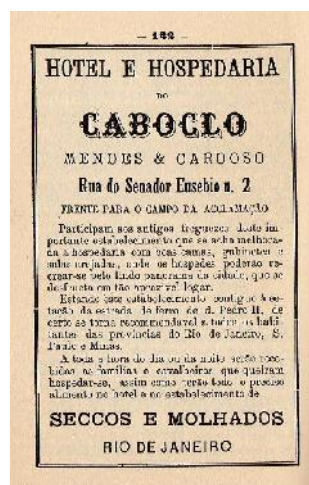 — 132 —
HOTEL E HOSPEDARIA
DO
CABOCLO
MENDES & CARDOSO
Rua do Senador Eusebio n. 2
FRENTE PARA O CAMPO DA ACCLAMAÇÃO
Participam aos antigos freguezes deste im-
portante estabelecimento que se acha melhora-
da a hospedaria com boas camas, gabinetes e
salas arejadas, onde os hospedes poderão re-
crear-se pelo lindo panorama da cidade, que se
desfructa em tão aprazivel logar.
Estando este estabelecimento contiguo á es-
tação da estrada de ferro de d. Pedro II, de
certo se torna recommendavel a todos os habi-
tantes das provincias do Rio de Janeiro, S.
Paulo e Minas.
A toda a hora do dia ou da noite serão rece-
bidos as familias e cavalheiros que queiram
hospedar-se, assim como terão todo o preciso
alimento no hotel e no estabelecimento de
SECCOS E MOLHADOS
RIO DE JANEIRO